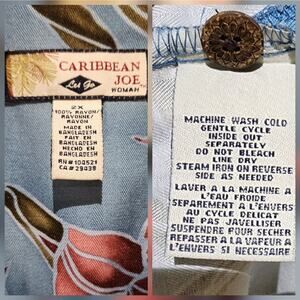 CARIBBEAN
JOE
Let Go
WOMAN
2X
100% RAYON/
RAYONNE/
RAYON
MADE IN
BANGLADESH
FAIT EN
BANGLADESH
HECHO EN
BANGLADESH
RN# 104521
CA# 29438
MACHINE WASH COLD
GENTLE CYCLE
INSIDE OUT
SEPARATELY
DO NOT BLEACH
LINE DRY
STEAM IRON ON REVERSE
SIDE AS NEEDED
LAVER A LA MACHINE A
L'EAU FROIDE
SEPAREMENT A L'ENVERS
AU CYCLE DELICAT
NE PAS JAVELLISER
SUSPENDRE POUR SECHER
REPASSER A LA VAPEUR A
L'ENVERS SI NECESSAIRE